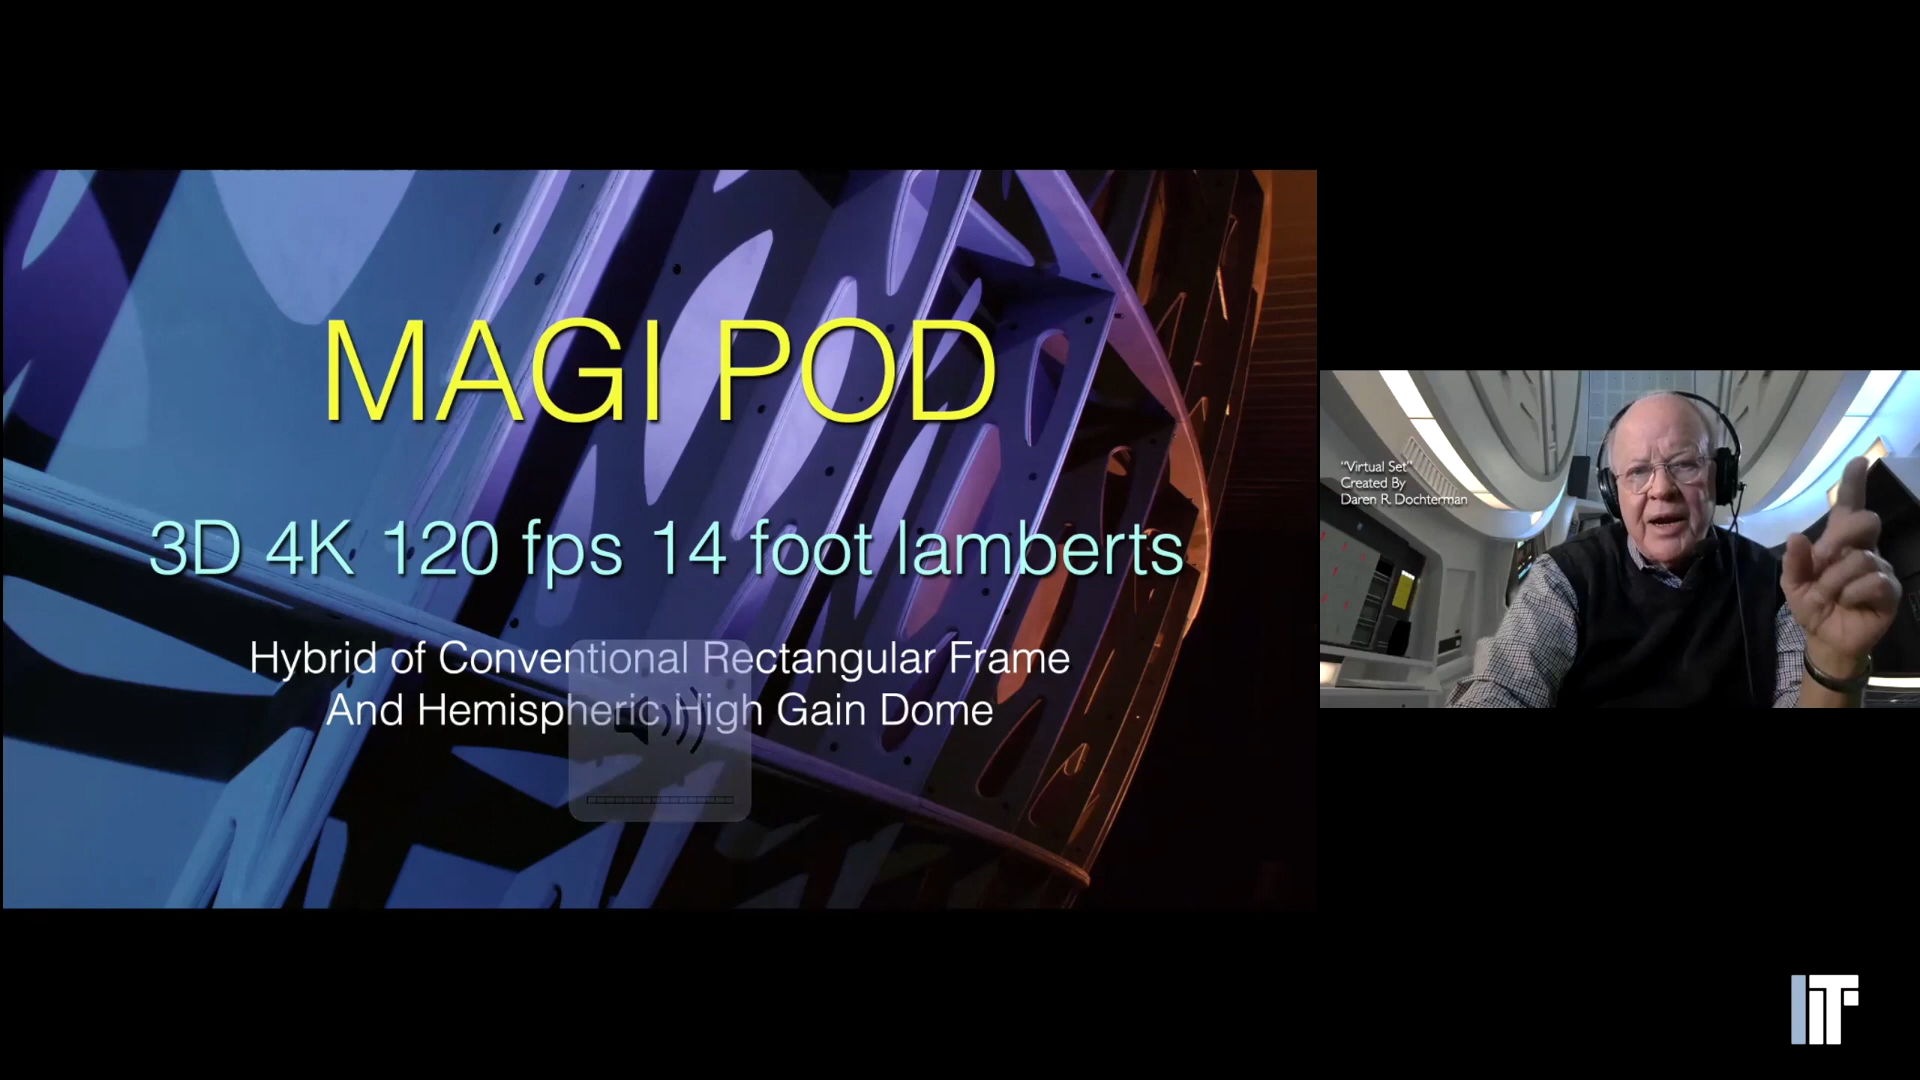 MAGI POD
3D 4K 120 fps 14 foot lamberts
Hybrid of Conventional Rectangular Frame
And Hemispheric High Gain Dome
"Virtual Set"
Created By
Daren R. Dochterman